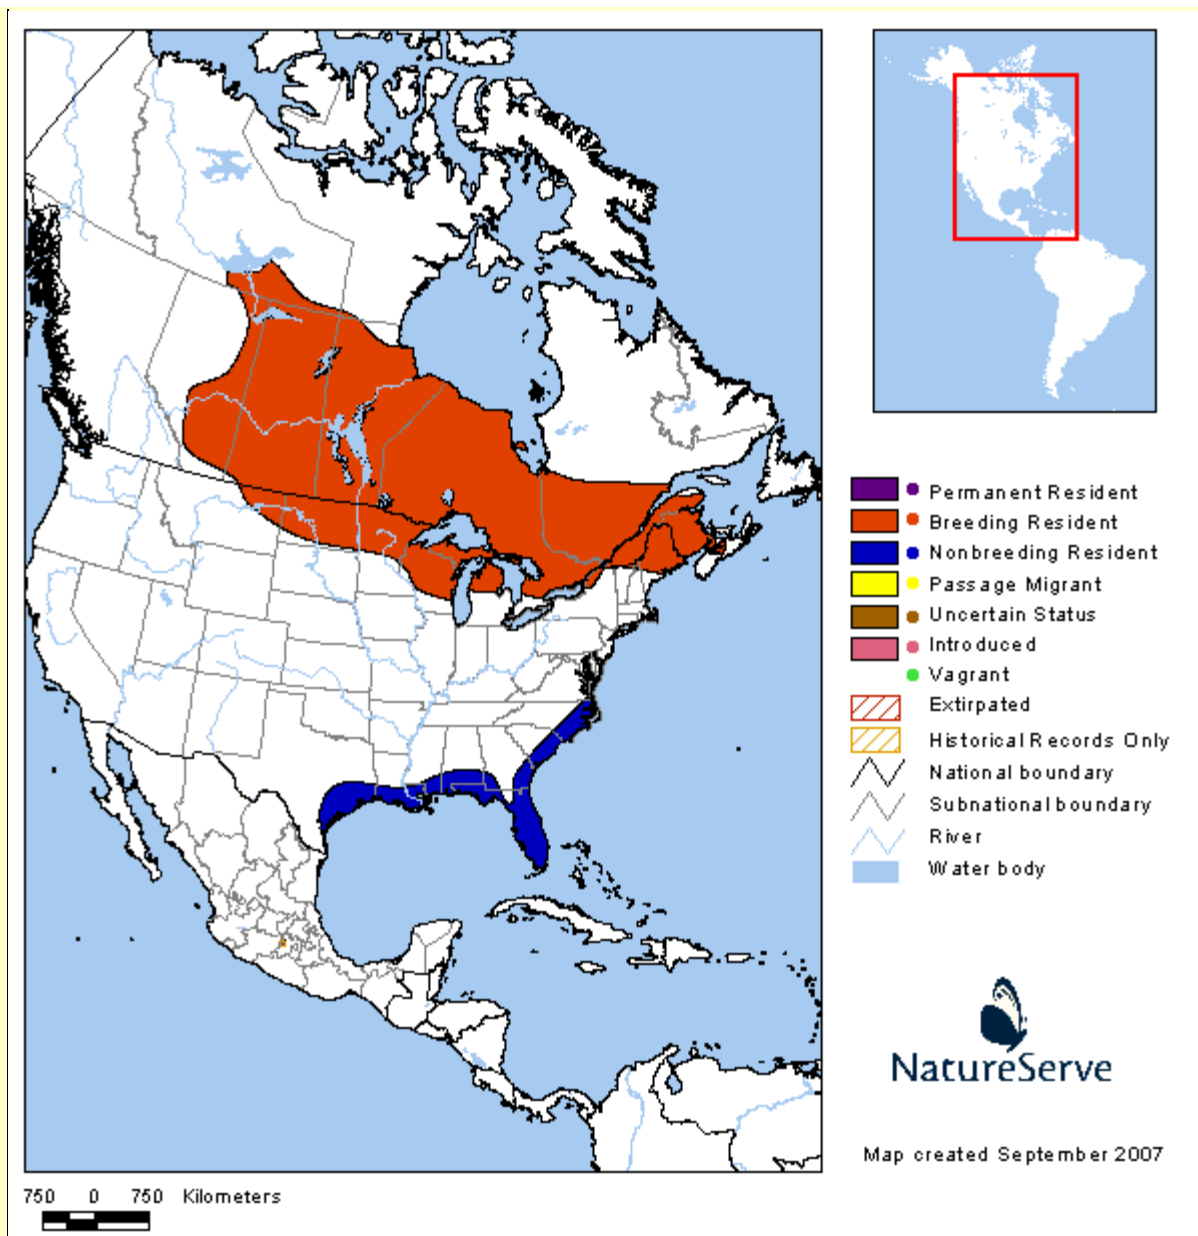 Permanent Resident
Breeding Resident
Nonbreeding Resident
Passage Migrant
Uncertain Status
Introduced
Vagrant
Extirpated
Historical Records Only
National boundary
Subnational boundary
River
Water body
NatureServe
Map created September 2007
750 0 750 Kilometers